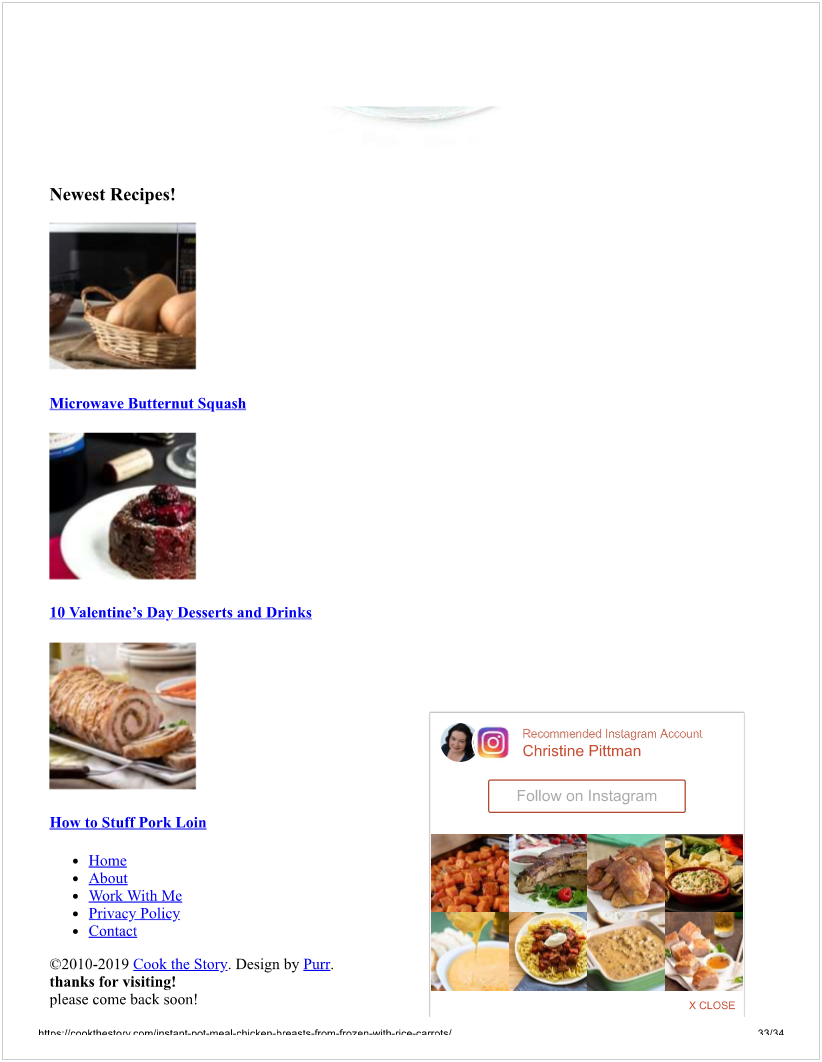 Newest Recipes!
Microwave Butternut Squash
10 Valentine’s Day Desserts and Drinks
How to Stuff Pork Loin
Home
About
Work With Me
Privacy Policy
Contact
©2010-2019 Cook the Story. Design by Purr.
thanks for visiting!
please come back soon!
Recommended Instagram Account
Christine Pittman
Follow on Instagram
X CLOSE
https://cookthestory.com/instant-pot-meal-chicken-breasts-from-frozen-with-rice-carrots/ 33/34